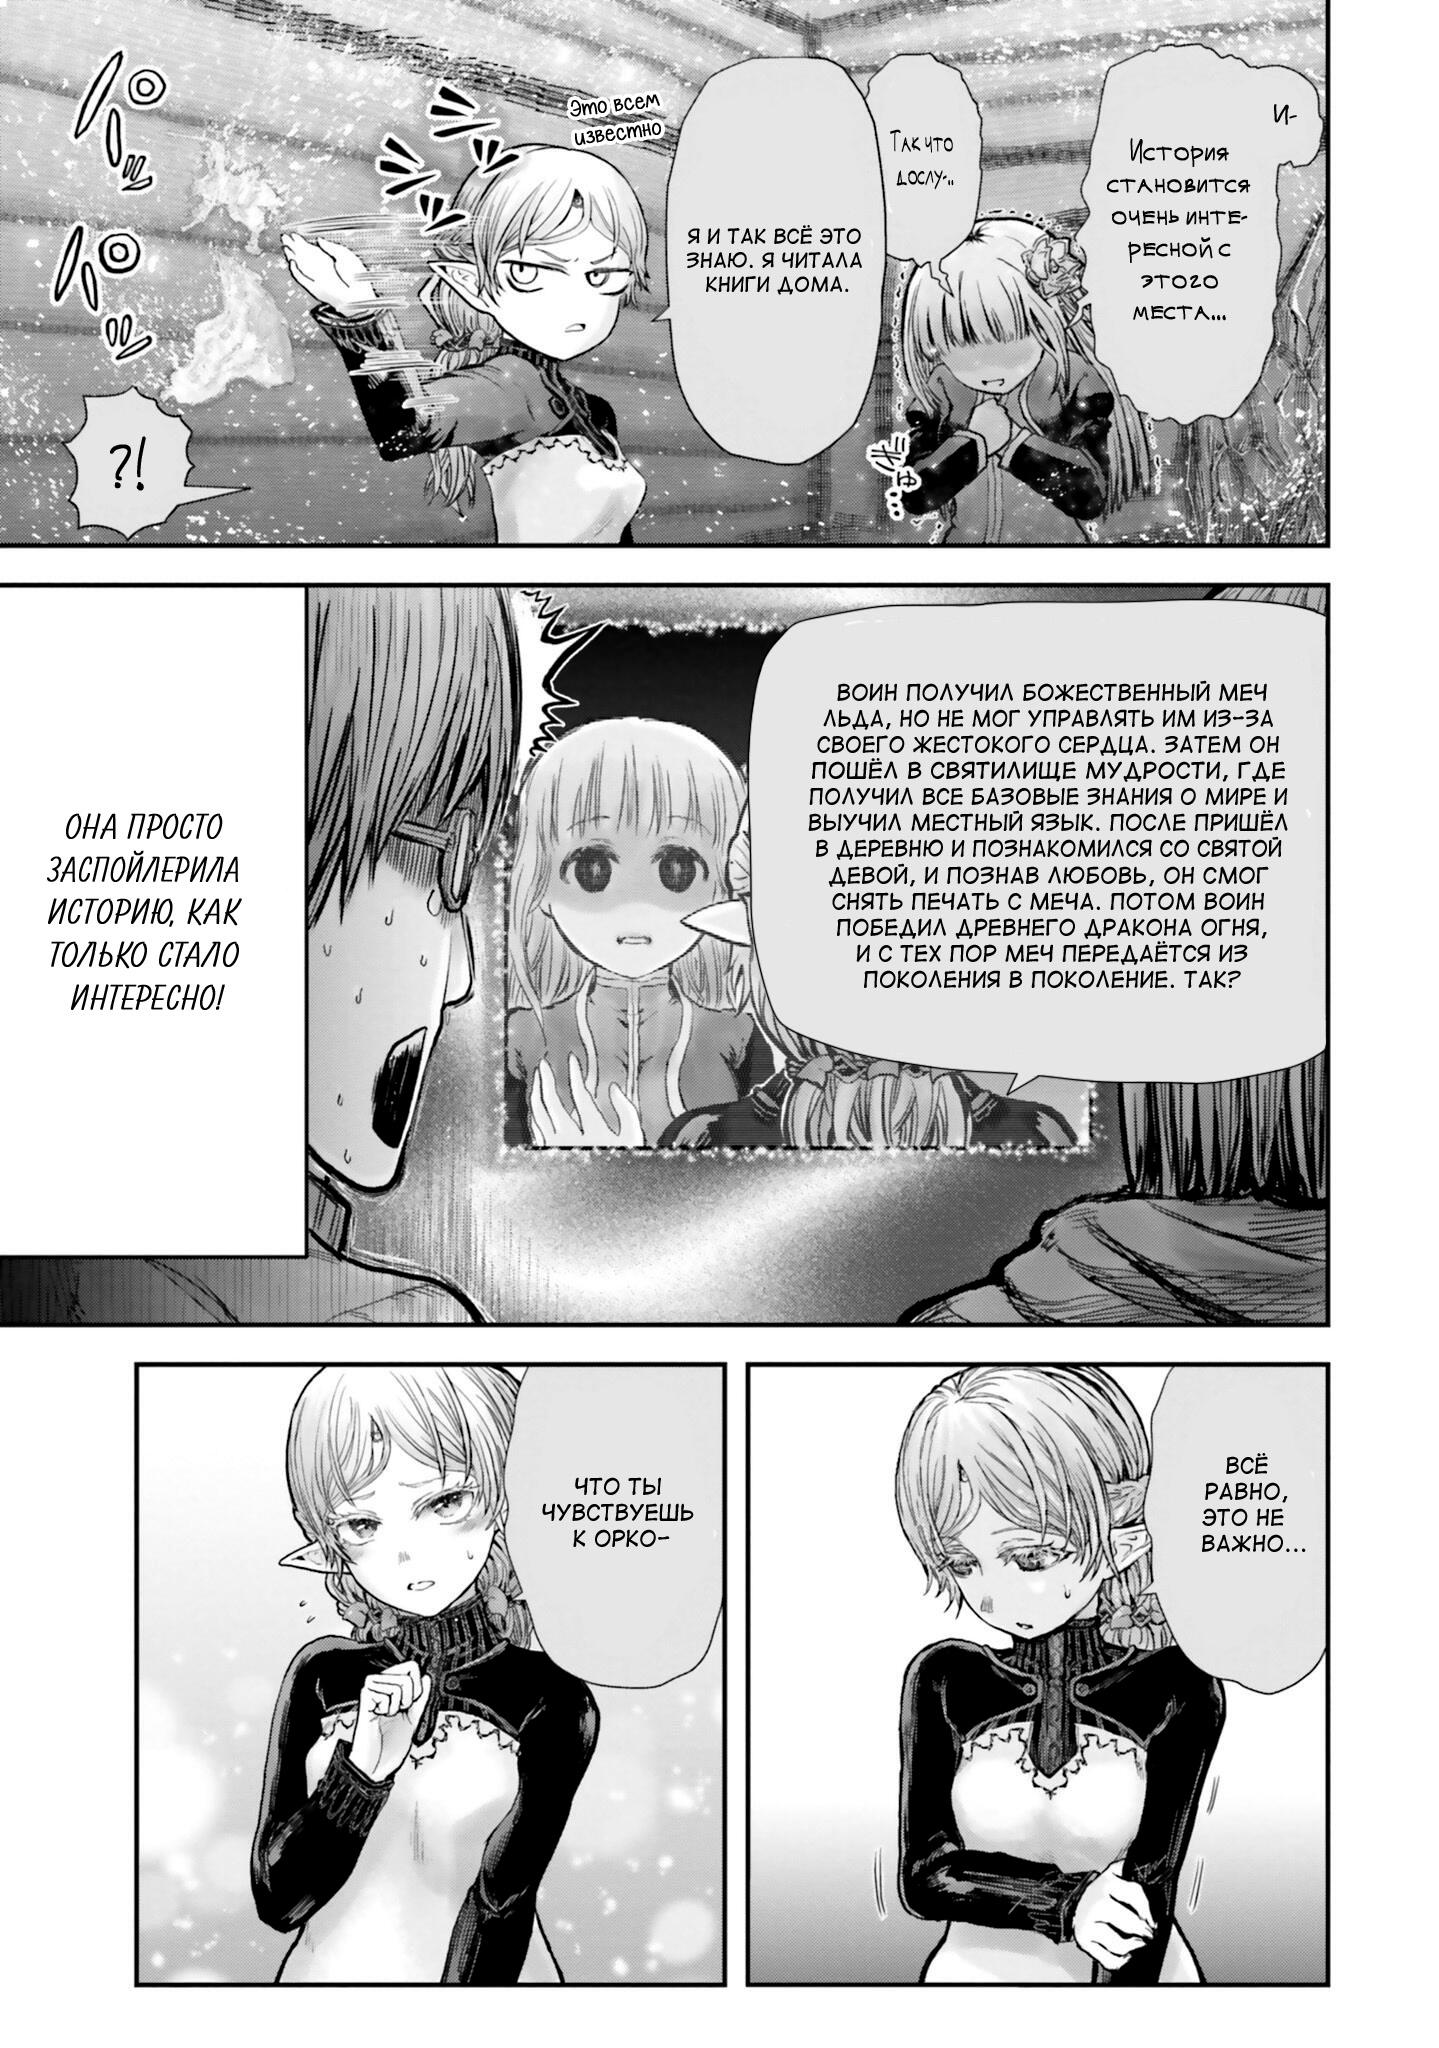 И-
История
становится
очень инте-
ресной с
этого
места...
Так что
дослу-..
Я И ТАК ВСЁ ЭТО
ЗНАЮ. Я ЧИТАЛА
КНИГИ ДОМА.
Это всем
известно
パ
パ
?!
ВОИН ПОЛУЧИЛ БОЖЕСТВЕННЫЙ МЕЧ
ЛЬДА, НО НЕ МОГ УПРАВЛЯТЬ ИМ ИЗ-ЗА
СВОЕГО ЖЕСТОКОГО СЕРДЦА. ЗАТЕМ ОН
ПОШЁЛ В СВЯТИЛИЩЕ МУДРОСТИ, ГДЕ
ПОЛУЧИЛ ВСЕ БАЗОВЫЕ ЗНАНИЯ О МИРЕ И
ВЫУЧИЛ МЕСТНЫЙ ЯЗЫК. ПОСЛЕ ПРИШЁЛ
В ДЕРЕВНЮ И ПОЗНАКОМИЛСЯ СО СВЯТОЙ
ДЕВОЙ, И ПОЗНАВ ЛЮБОВЬ, ОН СМОГ
СНЯТЬ ПЕЧАТЬ С МЕЧА. ПОТОМ ВОИН
ПОБЕДИЛ ДРЕВНЕГО ДРАКОНА ОГНЯ,
И С ТЕХ ПОР МЕЧ ПЕРЕДАЁТСЯ ИЗ
ПОКОЛЕНИЯ В ПОКОЛЕНИЕ. ТАК?
ОНА ПРОСТО
ЗАСПОЙЛЕРИЛА
ИСТОРИЮ, КАК
ТОЛЬКО СТАЛО
ИНТЕРЕСНО!
ВСЁ
РАВНО,
ЭТО НЕ
ВАЖНО...
ЧТО ТЫ
ЧУВСТВУЕШЬ
К ОРКО-